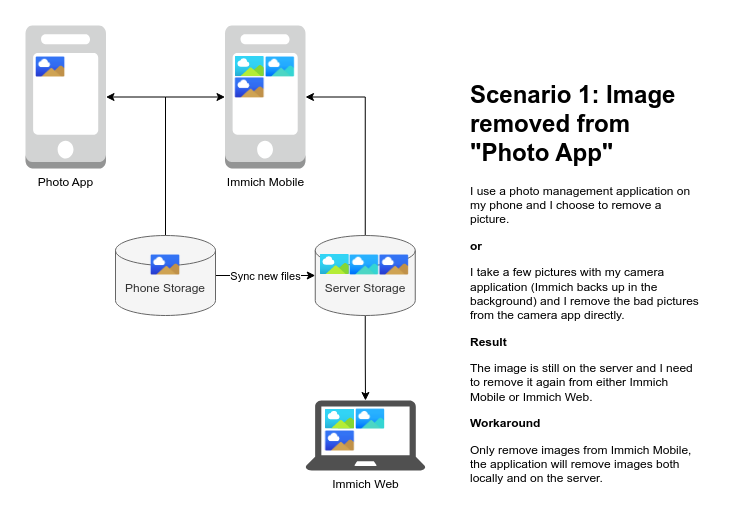 Photo App
Immich Mobile
Phone Storage
Sync new files
Server Storage
Immich Web
Scenario 1: Image
removed from
"Photo App"
I use a photo management application on
my phone and I choose to remove a
picture.
or
I take a few pictures with my camera
application (Immich backs up in the
background) and I remove the bad pictures
from the camera app directly.
Result
The image is still on the server and I need
to remove it again from either Immich
Mobile or Immich Web.
Workaround
Only remove images from Immich Mobile,
the application will remove images both
locally and on the server.